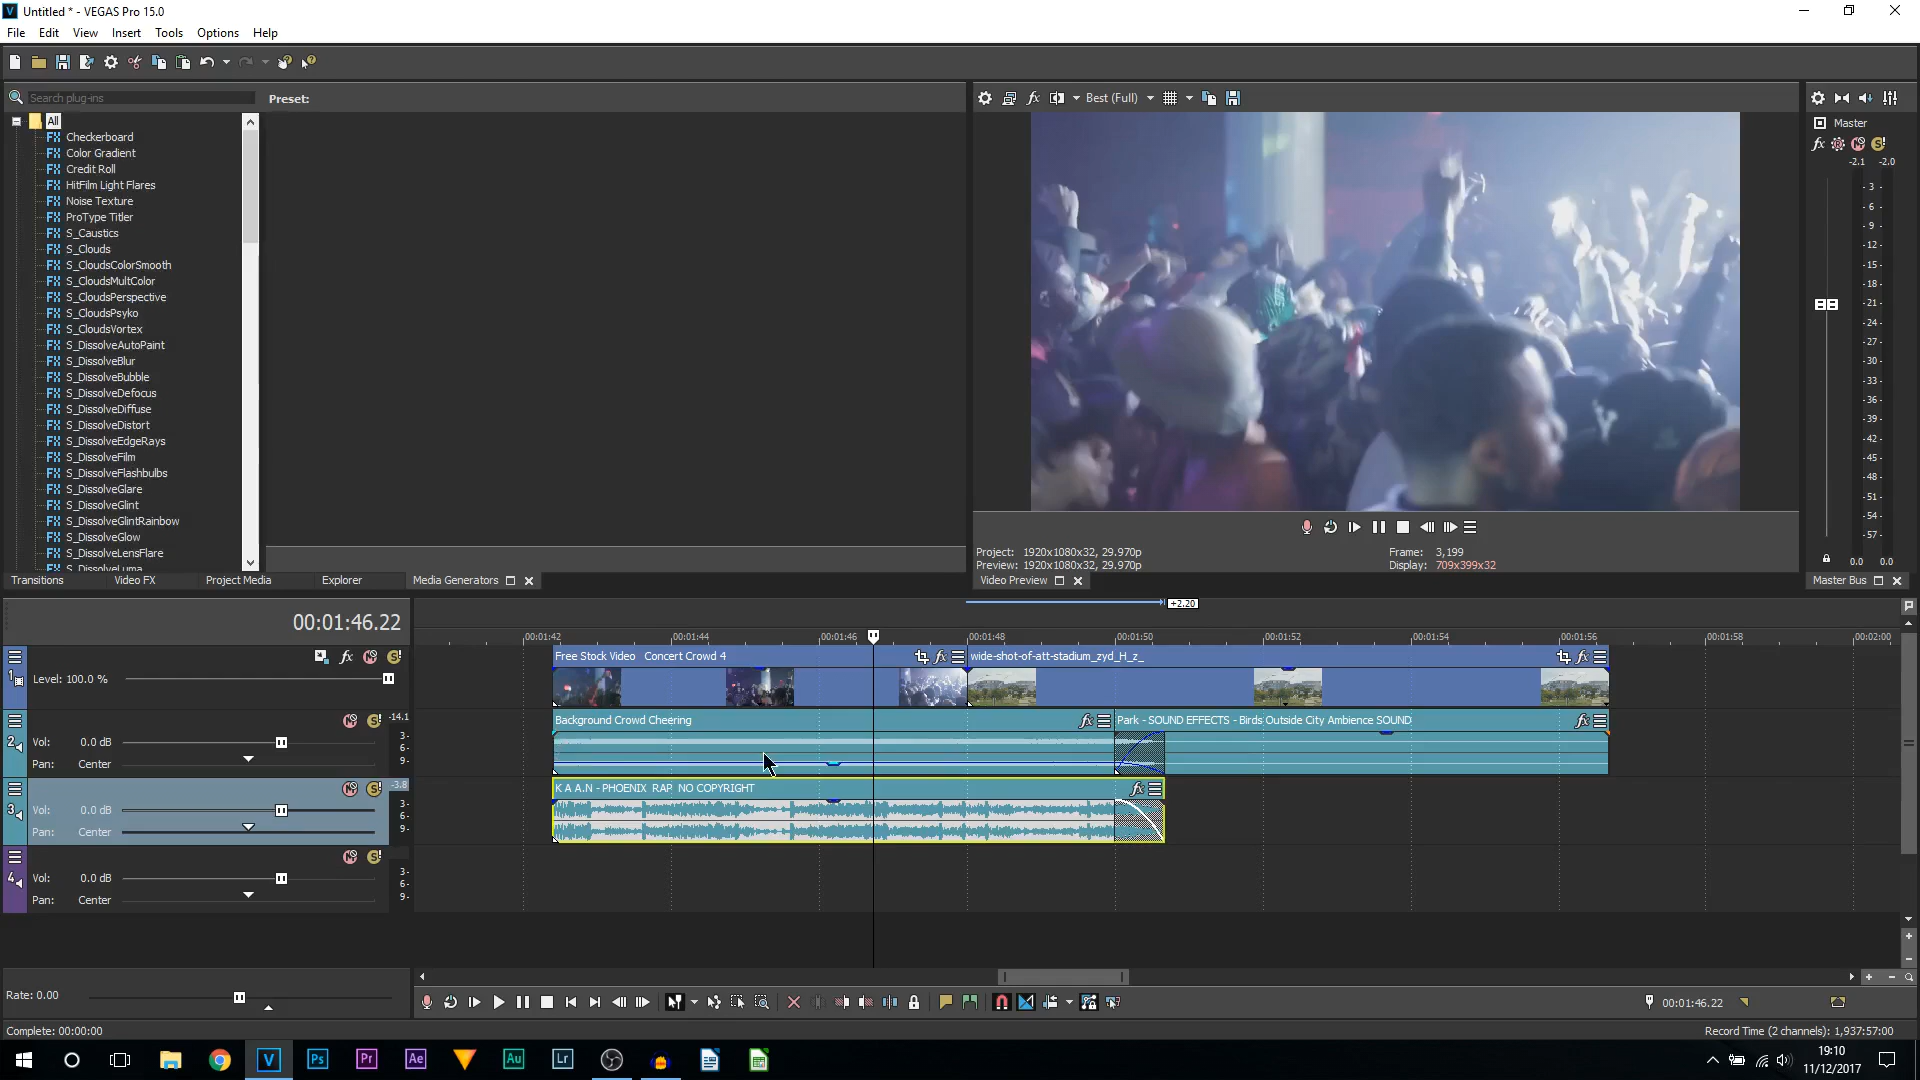 Untitled * - VEGAS Pro 15.0
File Edit View Insert Tools Options Help
Search plug-ins
Preset:
Best (Full)
All
Checkerboard
Color Gradient
Credit Roll
HitFilm Light Flares
Noise Texture
ProType Titler
S_Caustics
S_Clouds
S_CloudsColorSmooth
S_CloudsMultColor
S_CloudsPerspective
S_CloudsPsyko
S_CloudsVortex
S_DissolveAutoPaint
S_DissolveBlur
S_DissolveBubble
S_DissolveDefocus
S_DissolveDiffuse
S_DissolveDistort
S_DissolveEdgeRays
S_DissolveFilm
S_DissolveFlashbulbs
S_DissolveGlare
S_DissolveGlint
S_DissolveGlintRainbow
S_DissolveGlow
S_DissolveLensFlare
S_DissolveLuma
Transitions Video FX Project Media Explorer Media Generators
Project: 1920x1080x32, 29.970p
Preview: 1920x1080x32, 29.970p
Frame: 3,199
Display: 709x399x32
Video Preview
Master
-2.1 -2.0
- 3 -
- 6 -
- 9 -
- 12 -
- 15 -
- 18 -
- 21 -
- 24 -
- 27 -
- 30 -
- 33 -
- 36 -
- 39 -
- 42 -
- 45 -
- 48 -
- 51 -
- 54 -
- 57 -
0.0 0.0
Master Bus
00:01:46.22
+2.20
00:01:42 00:01:44 00:01:46 00:01:48 00:01:50 00:01:52 00:01:54 00:01:56 00:01:58 00:02:00
1
Level: 100.0 %
Free Stock Video Concert Crowd 4
wide-shot-of-att-stadium_zyd_H_z_
2
Vol: 0.0 dB
Pan: Center
-14.1
3-
6-
9-
Background Crowd Cheering
Park - SOUND EFFECTS - Birds Outside City Ambience SOUND
3
Vol: 0.0 dB
Pan: Center
-3.8
3-
6-
9-
K A A.N - PHOENIX RAP NO COPYRIGHT
4
Vol: 0.0 dB
Pan: Center
3-
6-
9-
Rate: 0.00
00:01:46.22
Complete: 00:00:00
Record Time (2 channels): 1,937:57:00
V Ps Pr Ae Au Lr
19:10
11/12/2017